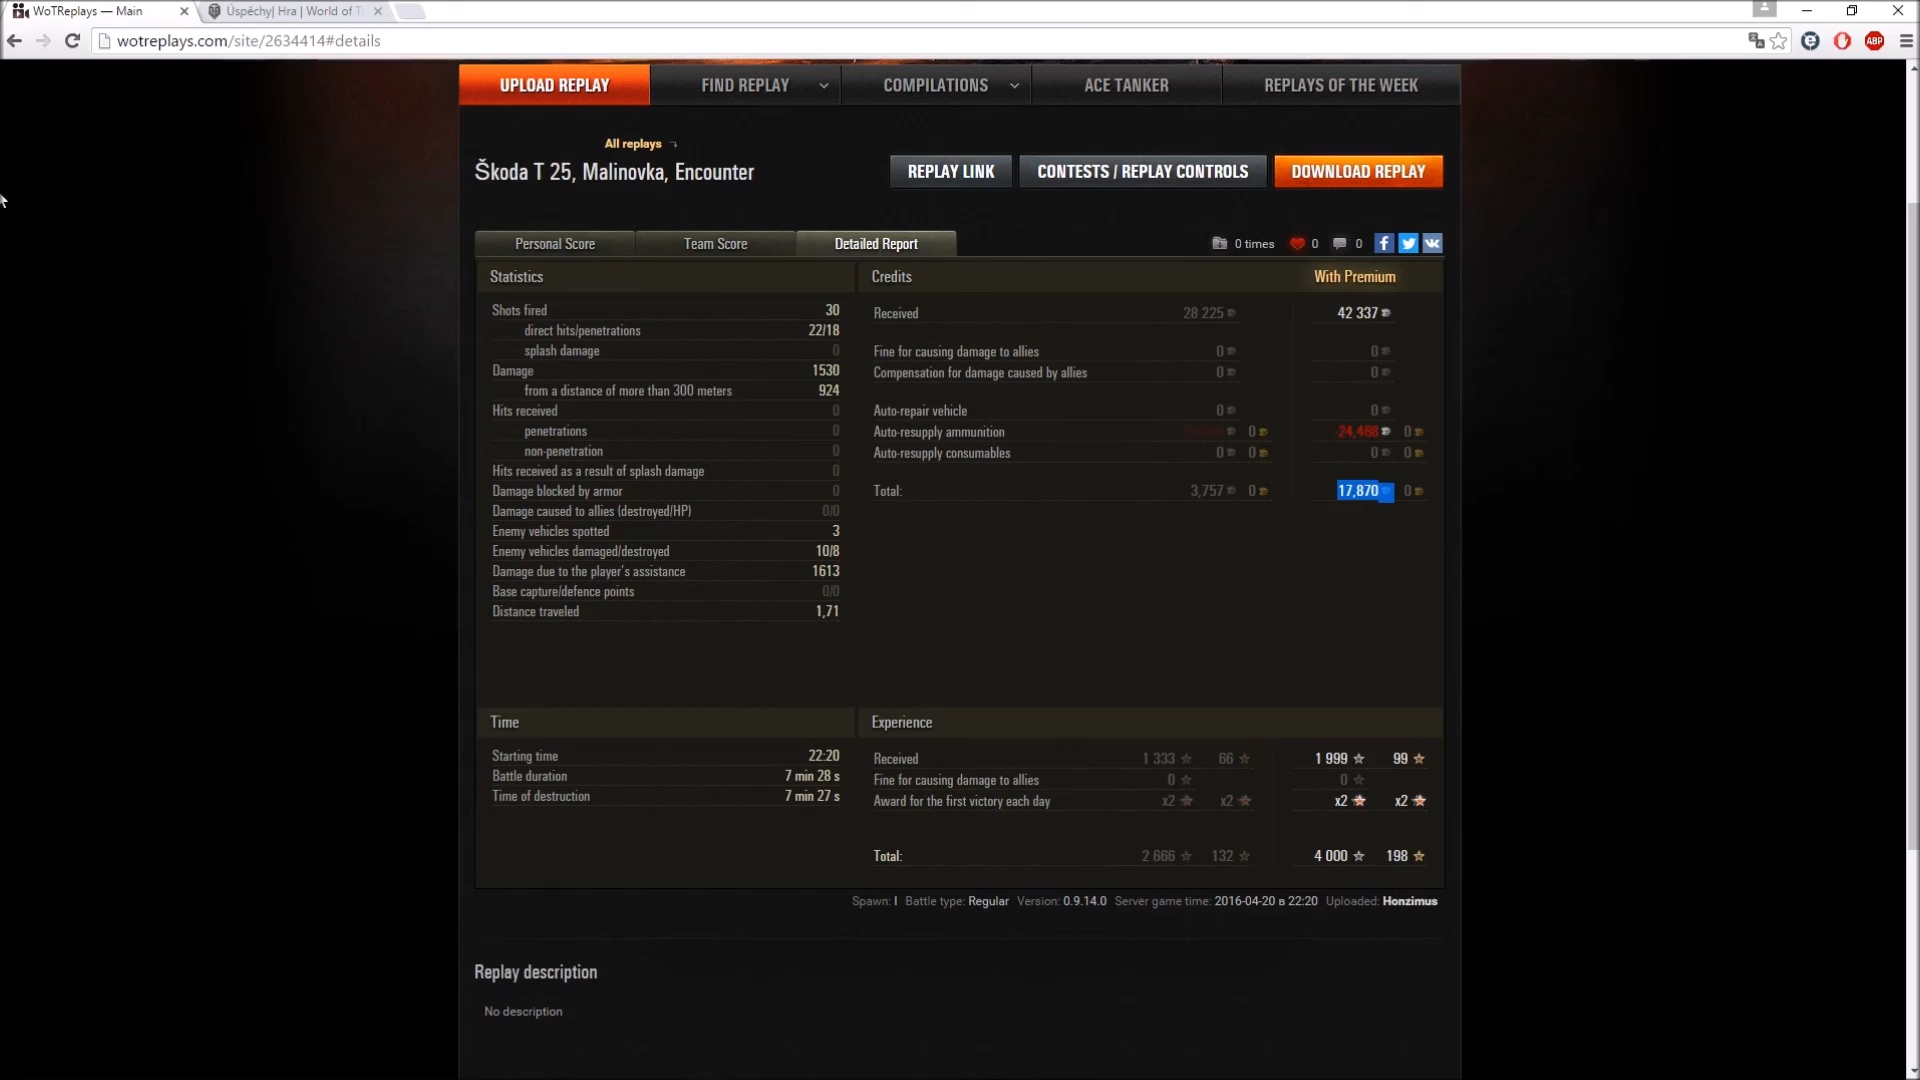 WoTReplays — Main
Úspěchy| Hra | World of T
wotreplays.com/site/2634414#details
ABP
UPLOAD REPLAY
FIND REPLAY
COMPILATIONS
ACE TANKER
REPLAYS OF THE WEEK
All replays
Škoda T 25, Malinovka, Encounter
REPLAY LINK
CONTESTS / REPLAY CONTROLS
DOWNLOAD REPLAY
Personal Score
Team Score
Detailed Report
0 times
0
0
Statistics
Credits
With Premium
Shots fired 30
direct hits/penetrations 22/18
splash damage 0
Damage 1530
from a distance of more than 300 meters 924
Hits received 0
penetrations 0
non-penetration 0
Hits received as a result of splash damage 0
Damage blocked by armor 0
Damage caused to allies (destroyed/HP) 0/0
Enemy vehicles spotted 3
Enemy vehicles damaged/destroyed 10/8
Damage due to the player's assistance 1613
Base capture/defence points 0/0
Distance traveled 1,71
Received 28 225 42 337
Fine for causing damage to allies 0 0
Compensation for damage caused by allies 0 0
Auto-repair vehicle 0 0
Auto-resupply ammunition 0 -24,468 0
Auto-resupply consumables 0 0 0 0
Total: 3,757 0 17,870 0
Time
Starting time 22:20
Battle duration 7 min 28 s
Time of destruction 7 min 27 s
Experience
Received 1 333 66 1 999 99
Fine for causing damage to allies 0 0
Award for the first victory each day x2 x2 x2 x2
Total: 2 666 132 4 000 198
Spawn: I Battle type: Regular Version: 0.9.14.0 Server game time: 2016-04-20 в 22:20 Uploaded: Honzimus
Replay description
No description